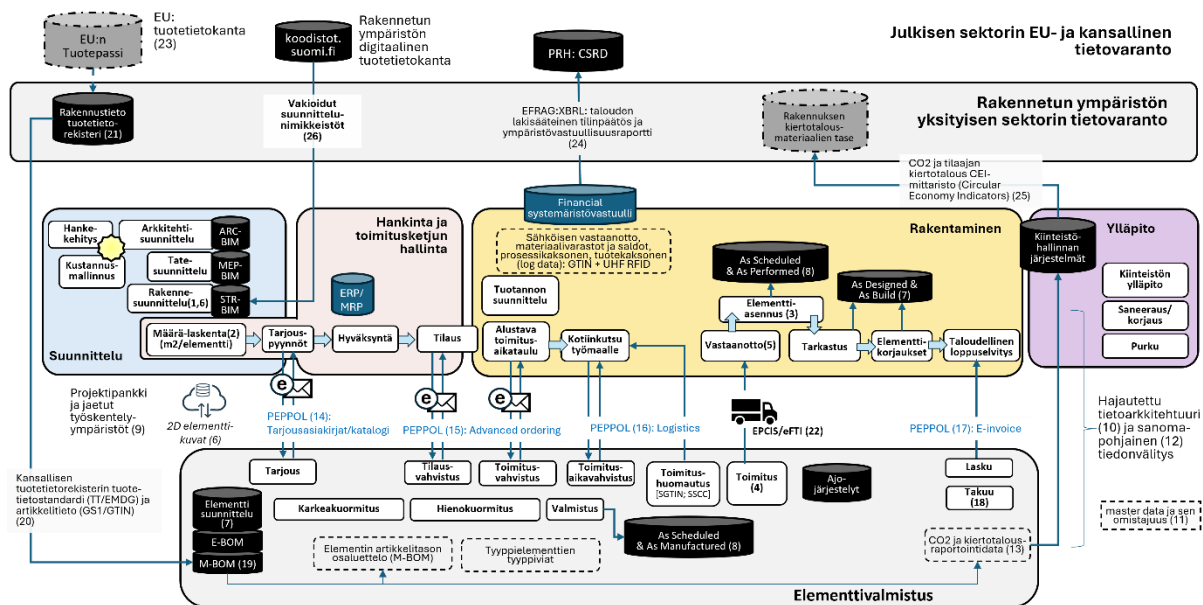 EU:n
Tuotepassi
EU:
tuotetietokanta
(23)
koodistot.
suomi.fi
Rakennetun
ympäristön
digitaalinen
tuotetietokanta
PRH: CSRD
Julkisen sektorin EU- ja kansallinen
tietovaranto
Rakennustieto
tuotetieto-
rekisteri (21)
Vakioidut
suunnittelu-
nimikkeistöt
(26)
EFRAG:XBRL: taloudon
lakisääteinen tilinpäätös ja
ympäristövastuullisuusraportti
(24)
Rakennuksen
kiertotalous-
materiaalien tase
Rakennetun ympäristön
yksityisen sektorin tietovaranto
CO2 ja tilaajan
kiertotalous CEI-
mittaristo (Circular
Economy Indicators) (25)
Hanke-
kehitys
Arkkitehti-
suunnittelu
ARC-
BIM
Kustannus-
mallinnus
Tate-
suunnittelu
MEP-
BIM
Rakenne-
suunnittelu(1,6)
STR-
BIM
Määrä-laskenta(2)
(m2/elementti)
Suunnittelu
Hankinta ja
toimitusketjun
hallinta
ERP/
MRP
Tarjous-
pyynnöt
Hyväksyntä
Tilaus
Financial
systemäristövastuulli
Rakentaminen
Sähköisen vastaanotto,
materiaalivarastot ja saldot,
prosessikaksonen, tuotekaksonen
(log data): GTIN + UHF RFID
Tuotannon
suunnittelu
Alustava
toimitus-
aikataulu
Kotiinkutsu
työmaalle
As Scheduled
& As Performed (8)
Elementti-
asennus (3)
As Designed &
As Build (7)
Vastaanotto(5)
Tarkastus
Elementti-
korjaukset
Taloudellinen
loppuselvitys
Kiinteistö-
hallinnan
järjestelmät
Ylläpito
Kiinteistön
ylläpito
Saneeraus/
korjaus
Purku
Projektipankki
ja jaetut
työskentely-
ympäristöt (9)
2D elementti-
kuvat (6)
e
e
e
PEPPOL (14):
Tarjousasiakirjat/katalogi
PEPPOL (15): Advanced ordering
PEPPOL (16): Logistics
EPCIS/eFTI (22)
PEPPOL (17): E-invoice
Hajautettu
tietoarkkitehtuuri
(10) ja sanoma-
pohjainen (12)
tiedonvälitys
Kansallisen
tuotetietorekisterin tuote-
tietostandardi (TT/EMDG) ja
artikkelitieto (GS1/GTIN)
(20)
Tarjous
Tilaus-
vahvistus
Toimitus-
vahvistus
Toimitus-
aikavahvistus
Toimitus-
huomautus
[SGTIN; SSCC]
Toimitus
(4)
Ajo-
järjestelyt
Lasku
Takuu
(18)
Elementti
suunnittelu
(7)
E-BOM
M-BOM (19)
Karkeakuormitus
Hienokuormitus
Valmistus
As Scheduled
& As Manufactured (8)
Elementin artikkelitason
osaluettelo (M-BOM)
Tyyppielementtien
tyyppiviat
CO2 ja kiertotalous-
raportointidata (13)
master data ja sen
omistajuus (11)
Elementtivalmistus